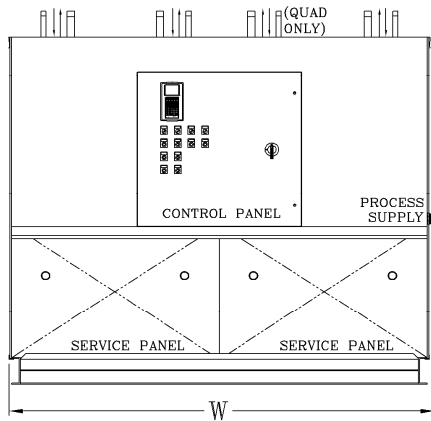 (QUAD
ONLY)
CONTROL PANEL
PROCESS
SUPPLY
SERVICE PANEL
SERVICE PANEL
W